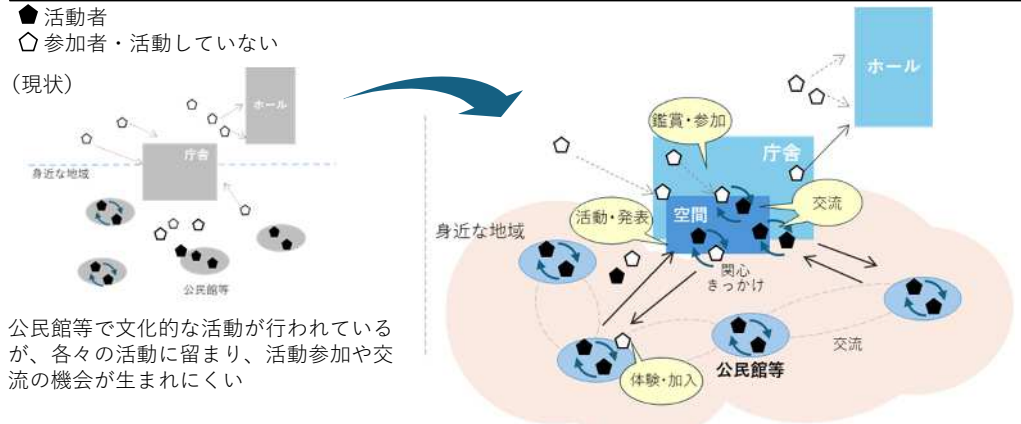 活動者
参加者・活動していない
(現状)
ホール
庁舎
身近な地域
公民館等
公民館等で文化的な活動が行われている
が、各々の活動に留まり、活動参加や交
流の機会が生まれにくい
ホール
鑑賞・参加
庁舎
活動・発表
空間
交流
身近な地域
関心
きっかけ
交流
公民館等
体験・加入